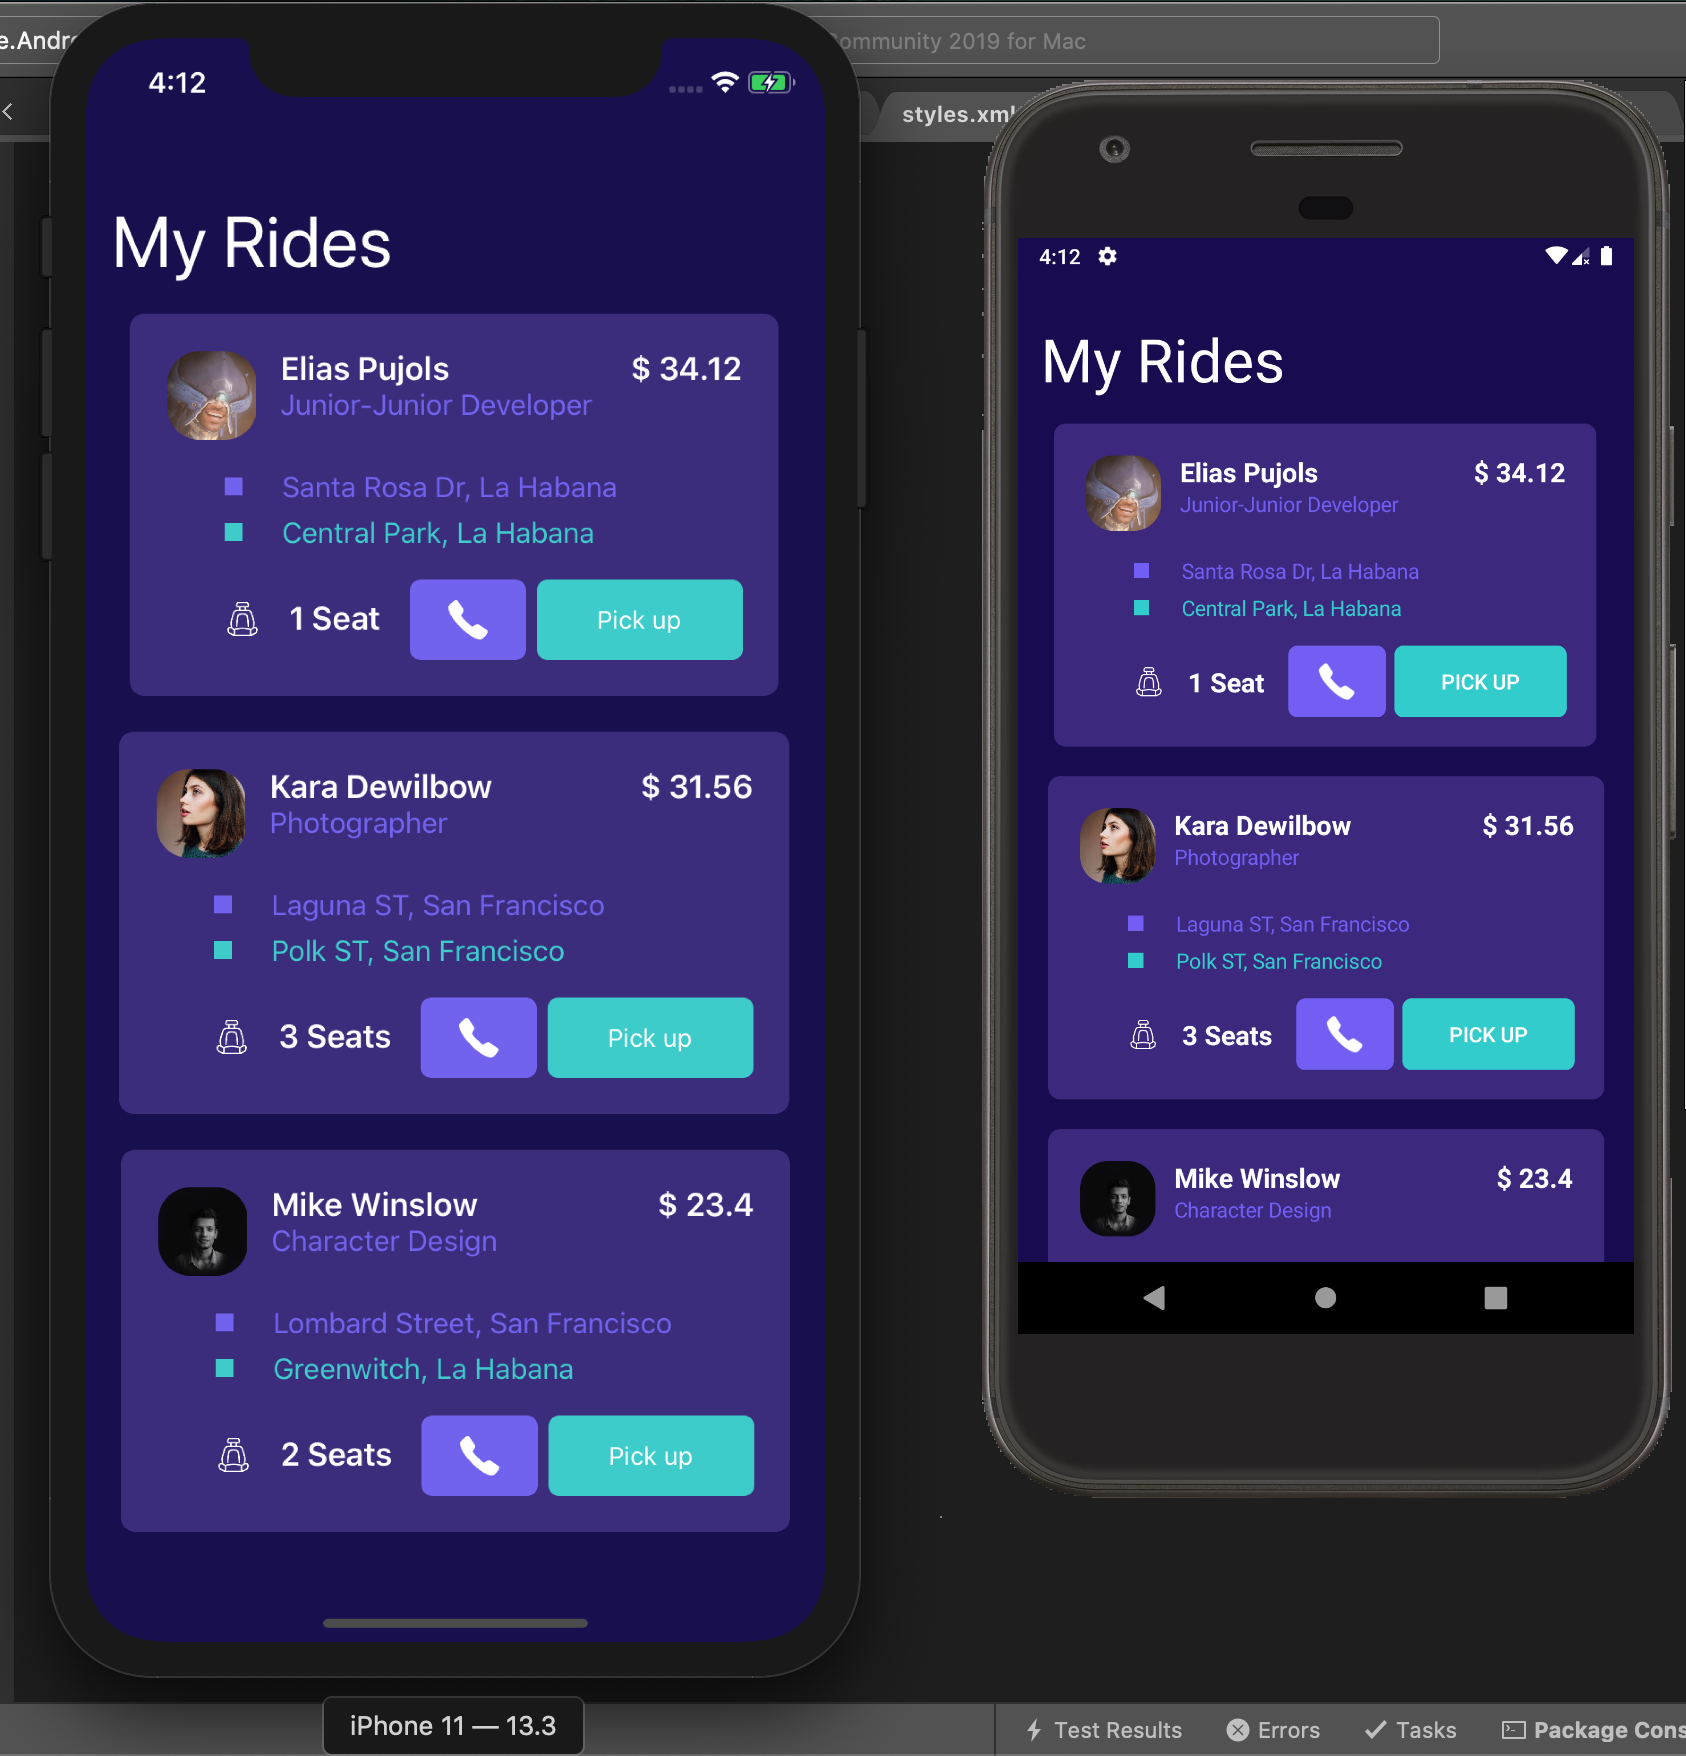 e.Andr
ommunity 2019 for Mac
styles.xml
4:12
My Rides
Elias Pujols
$ 34.12
Junior-Junior Developer
Santa Rosa Dr, La Habana
Central Park, La Habana
1 Seat
Pick up
Kara Dewilbow
$ 31.56
Photographer
Laguna ST, San Francisco
Polk ST, San Francisco
3 Seats
Pick up
Mike Winslow
$ 23.4
Character Design
Lombard Street, San Francisco
Greenwitch, La Habana
2 Seats
Pick up
iPhone 11 — 13.3
4:12
My Rides
Elias Pujols
$ 34.12
Junior-Junior Developer
Santa Rosa Dr, La Habana
Central Park, La Habana
1 Seat
PICK UP
Kara Dewilbow
$ 31.56
Photographer
Laguna ST, San Francisco
Polk ST, San Francisco
3 Seats
PICK UP
Mike Winslow
$ 23.4
Character Design
Test Results
Errors
Tasks
Package Cons